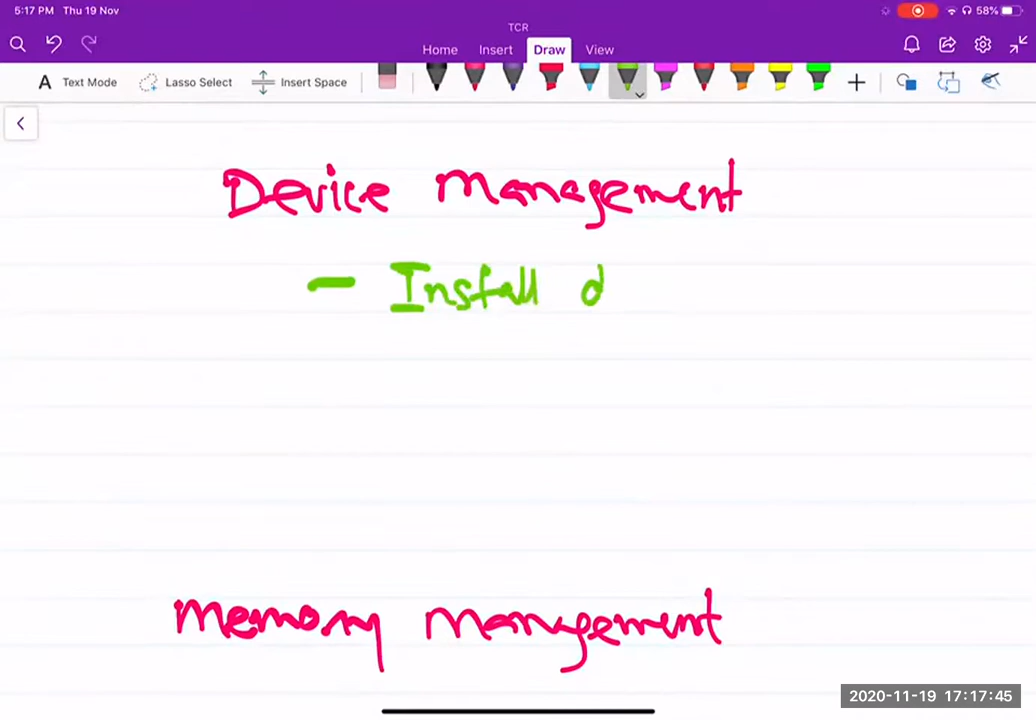 5:17 PM Thu 19 Nov 58%
TCR
Home Insert Draw View
A Text Mode Lasso Select Insert Space
Device Management
- Install d
Memory Management
2020-11-19 17:17:45